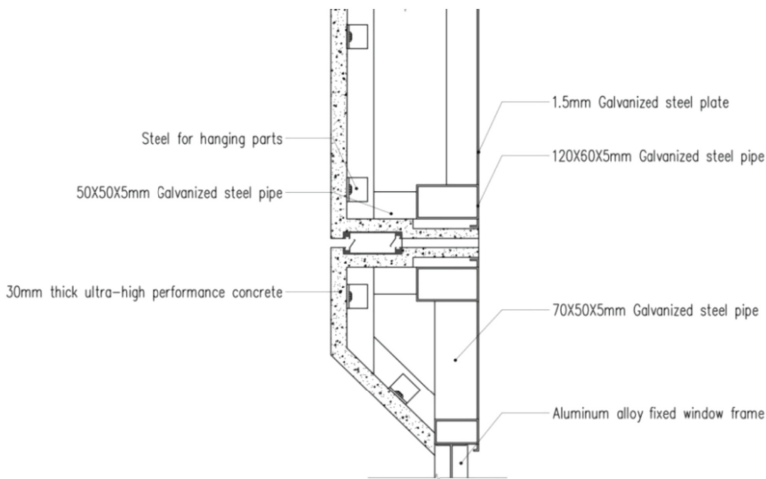 1.5mm Galvanized steel plate
Steel for hanging parts
120X60X5mm Galvanized steel pipe
50X50X5mm Galvanized steel pipe
30mm thick ultra-high performance concrete
70X50X5mm Galvanized steel pipe
Aluminum alloy fixed window frame